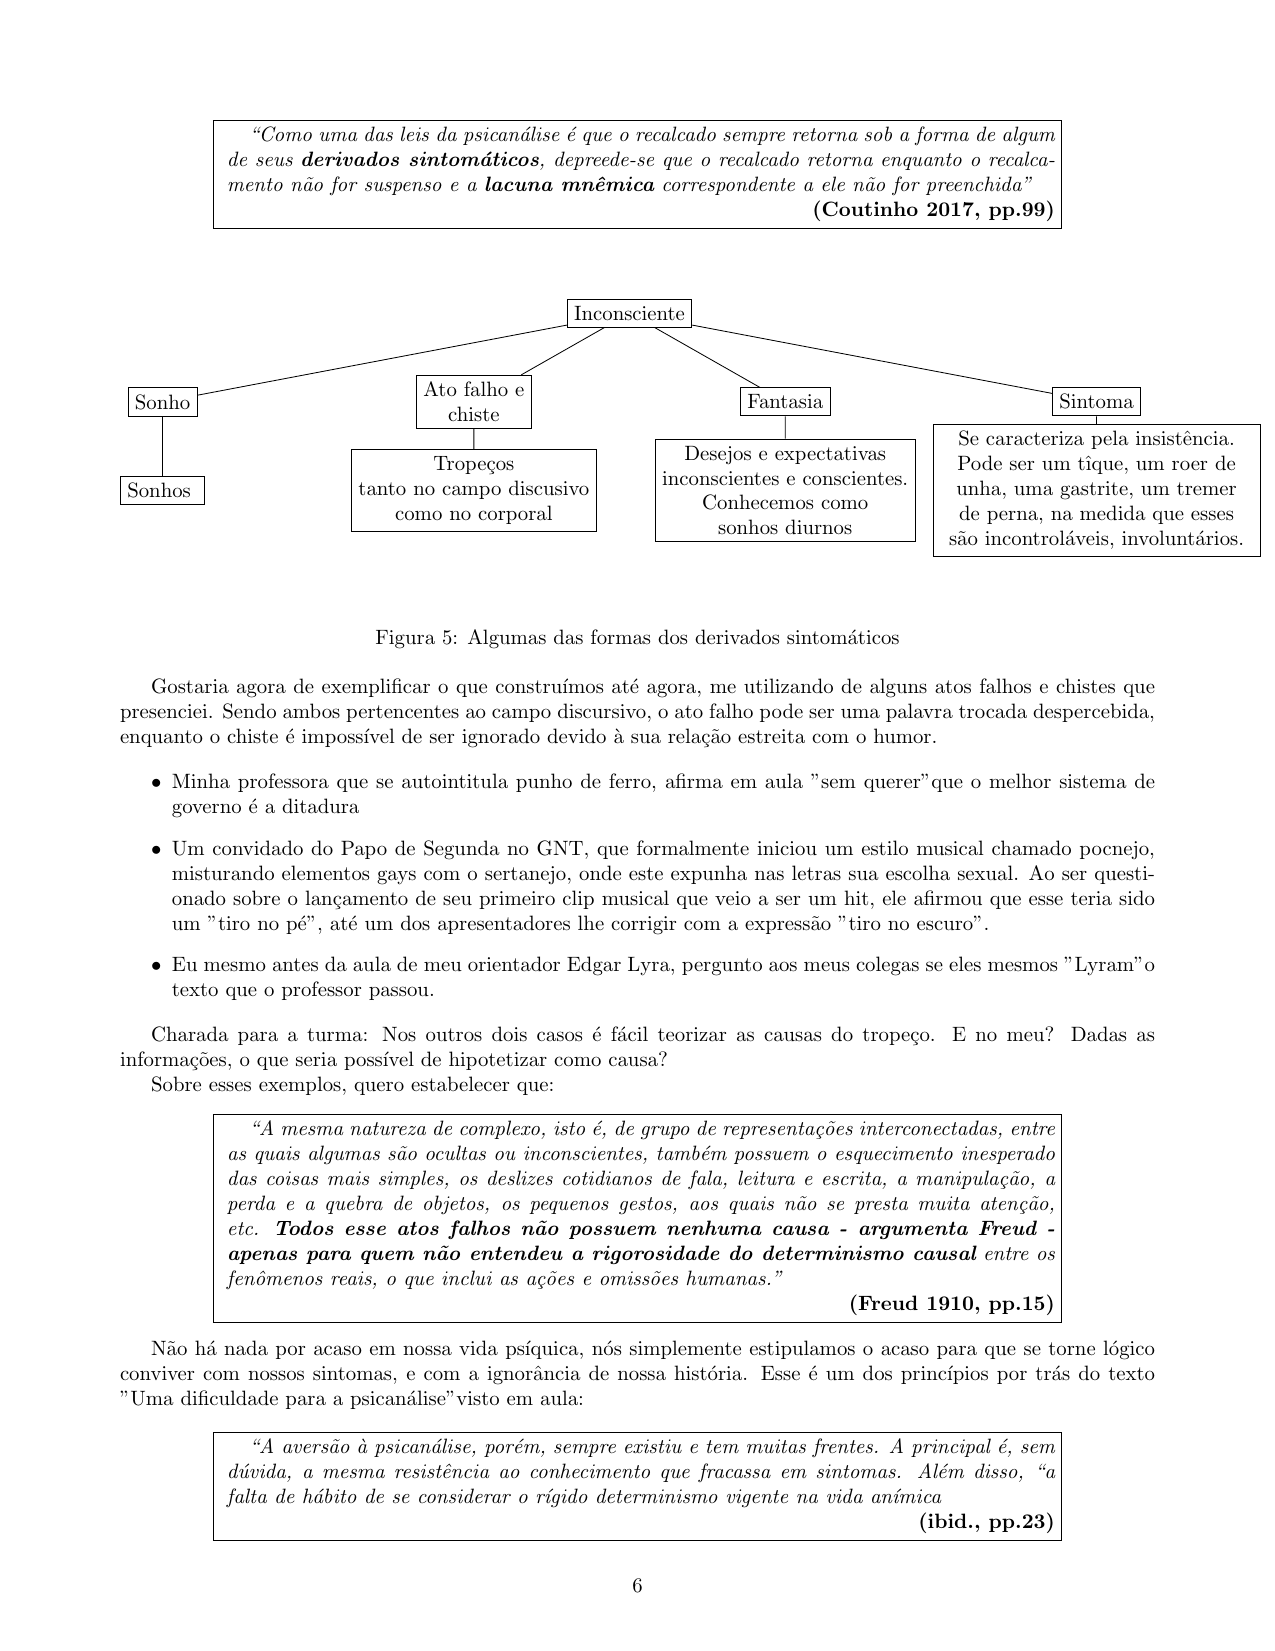 “Como uma das leis da psicanálise é que o recalcado sempre retorna sob a forma de algum
de seus derivados sintomáticos, depreede-se que o recalcado retorna enquanto o recalca-
mento não for suspenso e a lacuna mnêmica correspondente a ele não for preenchida”
(Coutinho 2017, pp.99)
Inconsciente
Sonho
Ato falho e
chiste
Fantasia
Sintoma
Sonhos
Tropeços
tanto no campo discusivo
como no corporal
Desejos e expectativas
inconscientes e conscientes.
Conhecemos como
sonhos diurnos
Se caracteriza pela insistência.
Pode ser um tîque, um roer de
unha, uma gastrite, um tremer
de perna, na medida que esses
são incontroláveis, involuntários.
Figura 5: Algumas das formas dos derivados sintomáticos
Gostaria agora de exemplificar o que construímos até agora, me utilizando de alguns atos falhos e chistes que
presenciei. Sendo ambos pertencentes ao campo discursivo, o ato falho pode ser uma palavra trocada despercebida,
enquanto o chiste é impossível de ser ignorado devido à sua relação estreita com o humor.
• Minha professora que se autointitula punho de ferro, afirma em aula ”sem querer”que o melhor sistema de
governo é a ditadura
• Um convidado do Papo de Segunda no GNT, que formalmente iniciou um estilo musical chamado pocnejo,
misturando elementos gays com o sertanejo, onde este expunha nas letras sua escolha sexual. Ao ser questi-
onado sobre o lançamento de seu primeiro clip musical que veio a ser um hit, ele afirmou que esse teria sido
um ”tiro no pé”, até um dos apresentadores lhe corrigir com a expressão ”tiro no escuro”.
• Eu mesmo antes da aula de meu orientador Edgar Lyra, pergunto aos meus colegas se eles mesmos ”Lyram”o
texto que o professor passou.
Charada para a turma: Nos outros dois casos é fácil teorizar as causas do tropeço. E no meu? Dadas as
informações, o que seria possível de hipotetizar como causa?
Sobre esses exemplos, quero estabelecer que:
“A mesma natureza de complexo, isto é, de grupo de representações interconectadas, entre
as quais algumas são ocultas ou inconscientes, também possuem o esquecimento inesperado
das coisas mais simples, os deslizes cotidianos de fala, leitura e escrita, a manipulação, a
perda e a quebra de objetos, os pequenos gestos, aos quais não se presta muita atenção,
etc. Todos esse atos falhos não possuem nenhuma causa - argumenta Freud -
apenas para quem não entendeu a rigorosidade do determinismo causal entre os
fenômenos reais, o que inclui as ações e omissões humanas.”
(Freud 1910, pp.15)
Não há nada por acaso em nossa vida psíquica, nós simplemente estipulamos o acaso para que se torne lógico
conviver com nossos sintomas, e com a ignorância de nossa história. Esse é um dos princípios por trás do texto
”Uma dificuldade para a psicanálise”visto em aula:
“A aversão à psicanálise, porém, sempre existiu e tem muitas frentes. A principal é, sem
dúvida, a mesma resistência ao conhecimento que fracassa em sintomas. Além disso, “a
falta de hábito de se considerar o rígido determinismo vigente na vida anímica
(ibid., pp.23)
6